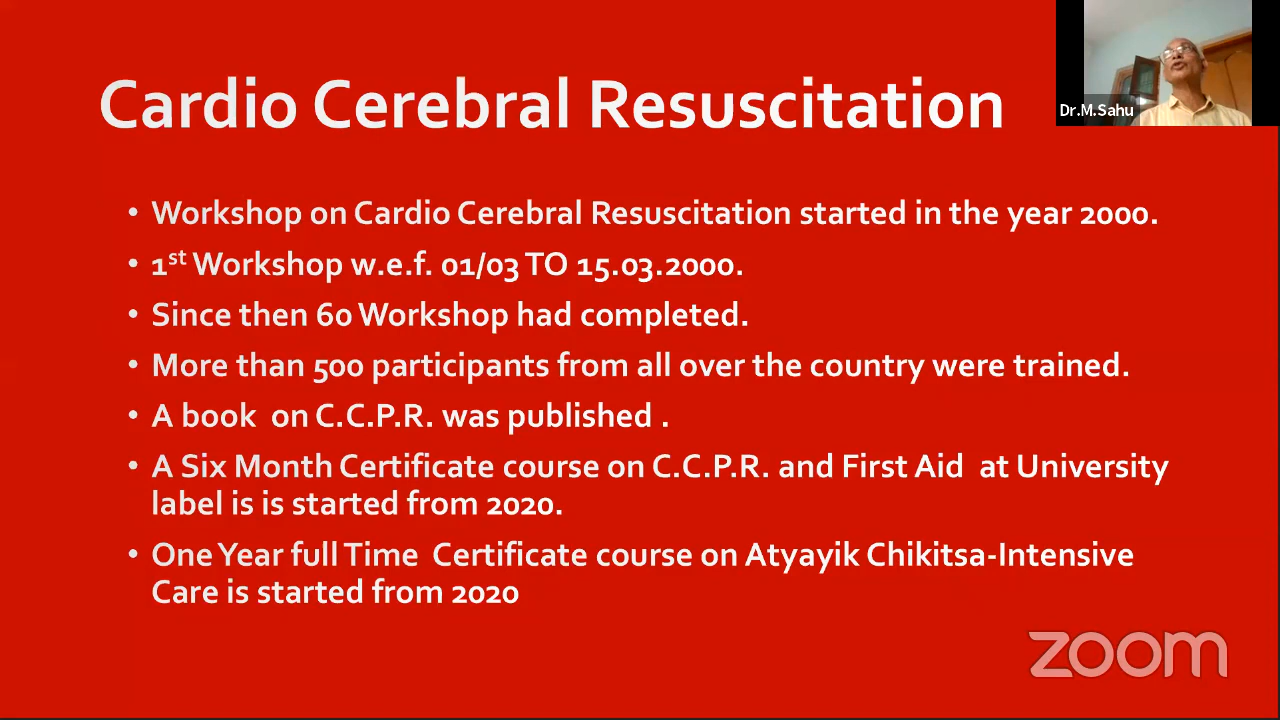 Cardio Cerebral Resuscitation
Dr.M.Sahu
• Workshop on Cardio Cerebral Resuscitation started in the year 2000.
• 1st Workshop w.e.f. 01/03 TO 15.03.2000.
• Since then 60 Workshop had completed.
• More than 500 participants from all over the country were trained.
• A book on C.C.P.R. was published .
• A Six Month Certificate course on C.C.P.R. and First Aid at University
label is is started from 2020.
• One Year full Time Certificate course on Atyayik Chikitsa-Intensive
Care is started from 2020
zoom